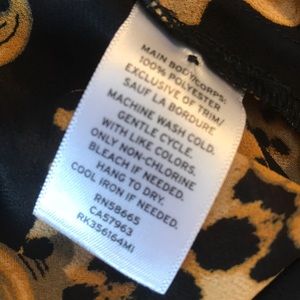 MAIN BODY/CORPS:
100% POLYESTER
EXCLUSIVE OF TRIM/
SAUF LA BORDURE
MACHINE WASH COLD.
GENTLE CYCLE.
WITH LIKE COLORS.
ONLY NON-CHLORINE
BLEACH IF NEEDED.
HANG TO DRY.
COOL IRON IF NEEDED.
RN58665
CA57963
RK356164MI